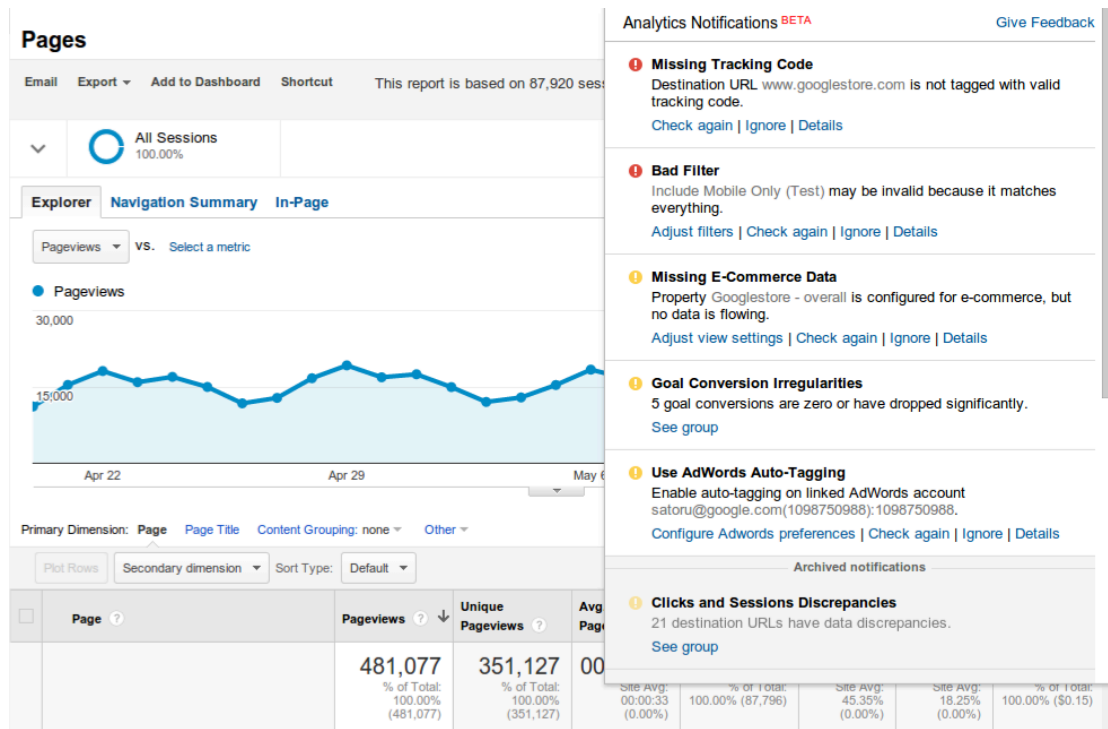 Pages
Email Export Add to Dashboard Shortcut This report is based on 87,920
All Sessions
100.00%
Explorer Navigation Summary In-Page
Pageviews VS. Select a metric
Pageviews
30,000
15,000
Apr 22 Apr 29 May
Primary Dimension: Page Page Title Content Grouping: none Other
Plot Rows Secondary dimension Sort Type: Default
Page ? Pageviews ? Unique Pageviews ? Avg.
481,077 351,127 00
% of Total: % of Total: Site Avg: % of Total: Site Avg: Site Avg: % of Total:
100.00% 100.00% 00:00:33 100.00% (87,796) 45.35% 18.25% 100.00% ($0.15)
(481,077) (351,127) (0.00%) (0.00%) (0.00%)
Analytics Notifications BETA Give Feedback
Missing Tracking Code
Destination URL www.googlestore.com is not tagged with valid
tracking code.
Check again | Ignore | Details
Bad Filter
Include Mobile Only (Test) may be invalid because it matches
everything.
Adjust filters | Check again | Ignore | Details
Missing E-Commerce Data
Property Googlestore - overall is configured for e-commerce, but
no data is flowing.
Adjust view settings | Check again | Ignore | Details
Goal Conversion Irregularities
5 goal conversions are zero or have dropped significantly.
See group
Use AdWords Auto-Tagging
Enable auto-tagging on linked AdWords account
satoru@google.com(1098750988):1098750988.
Configure Adwords preferences | Check again | Ignore | Details
Archived notifications
Clicks and Sessions Discrepancies
21 destination URLs have data discrepancies.
See group